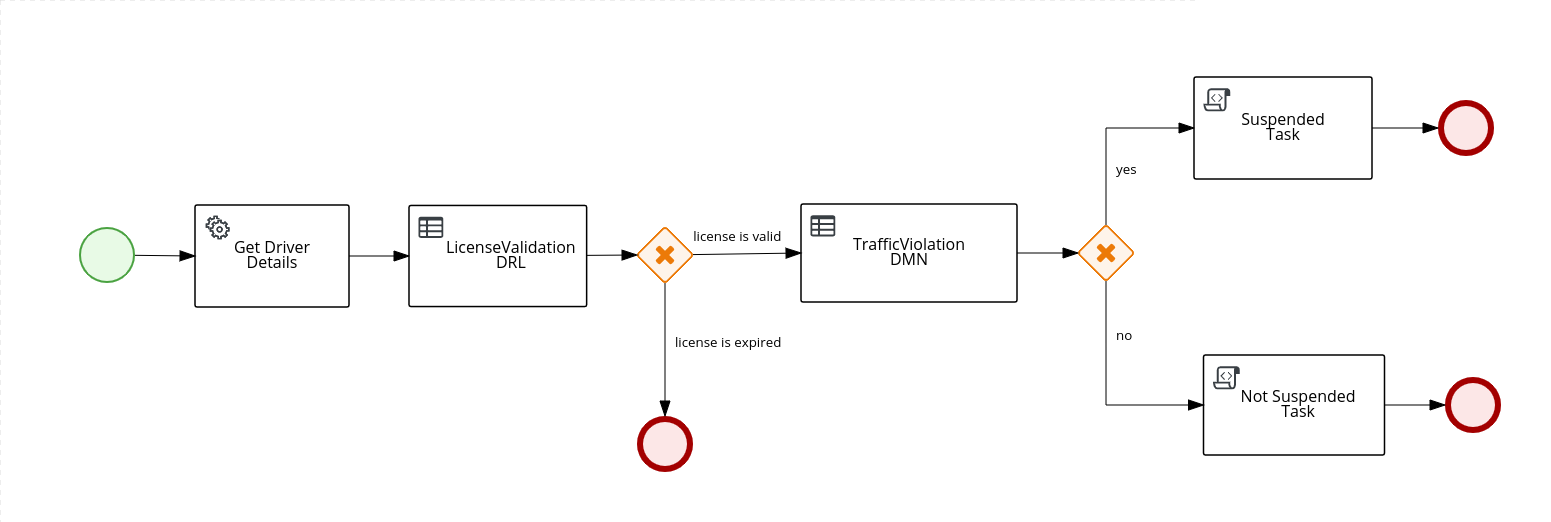 Get Driver
Details
LicenseValidation
DRL
license is valid
license is expired
TrafficViolation
DMN
yes
no
Suspended
Task
Not Suspended
Task